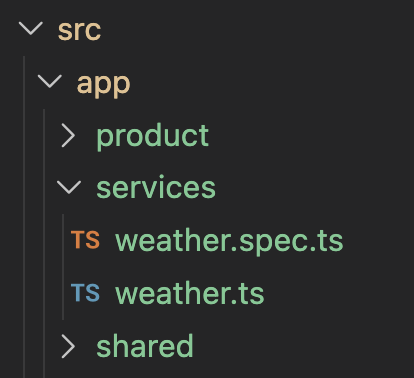 src
app
product
services
TS weather.spec.ts
TS weather.ts
shared